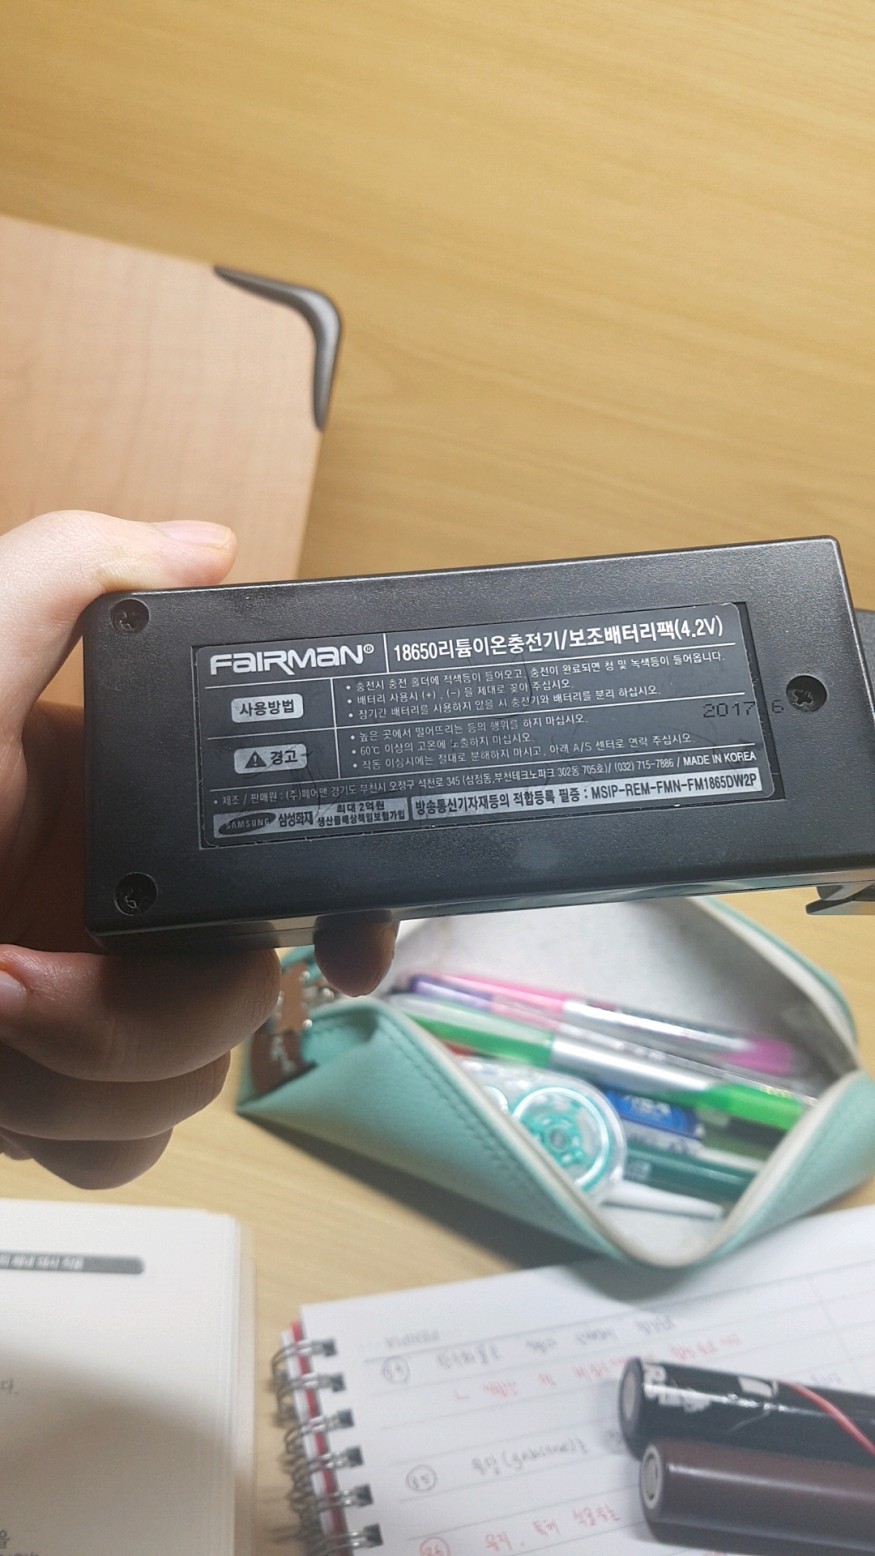 FAIRMAN® 18650리튬이온충전기/보조배터리팩(4.2V)
사용방법
• 충전시 충전 홀더에 적색등이 들어오고, 충전이 완료되면 청 및 녹색등이 들어옵니다.
• 배터리 사용시 (+) , (-) 을 제대로 꽂아 주십시오.
• 장기간 배터리를 사용하지 않을 시 충전기와 배터리를 분리 하십시오.
2017 6
경고
• 높은 곳에서 떨어뜨리는 등의 행위를 하지 마십시오.
• 60℃ 이상의 고온에 노출하지 마십시오.
• 작동 이상시에는 절대로 분해하지 마시고, 아래 A/S 센터로 연락 주십시오.
• 제조 / 판매원 : (주)페어맨 경기도 부천시 오정구 석천로 345 (삼정동,부천테크노파크 302동 705호)/ (032) 715-7886 / MADE IN KOREA
SAMSUNG 삼성화재 최대 2억원
생산물배상책임보험가입
방송통신기자재등의 적합등록 필증 : MSIP-REM-FMN-FM1865DW2P